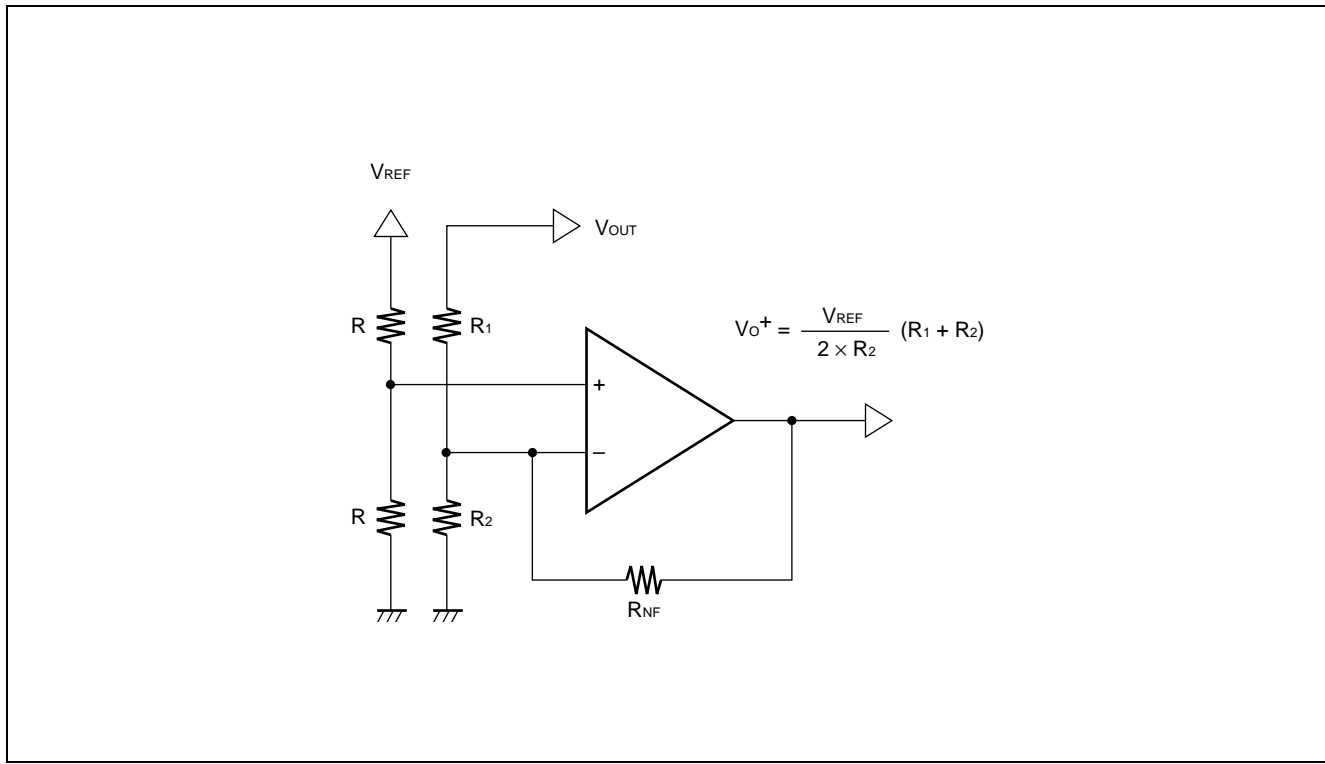 VREF
VOUT
R
R1
VO+ = VREF / 2 × R2 (R1 + R2)
+
−
R
R2
RNF